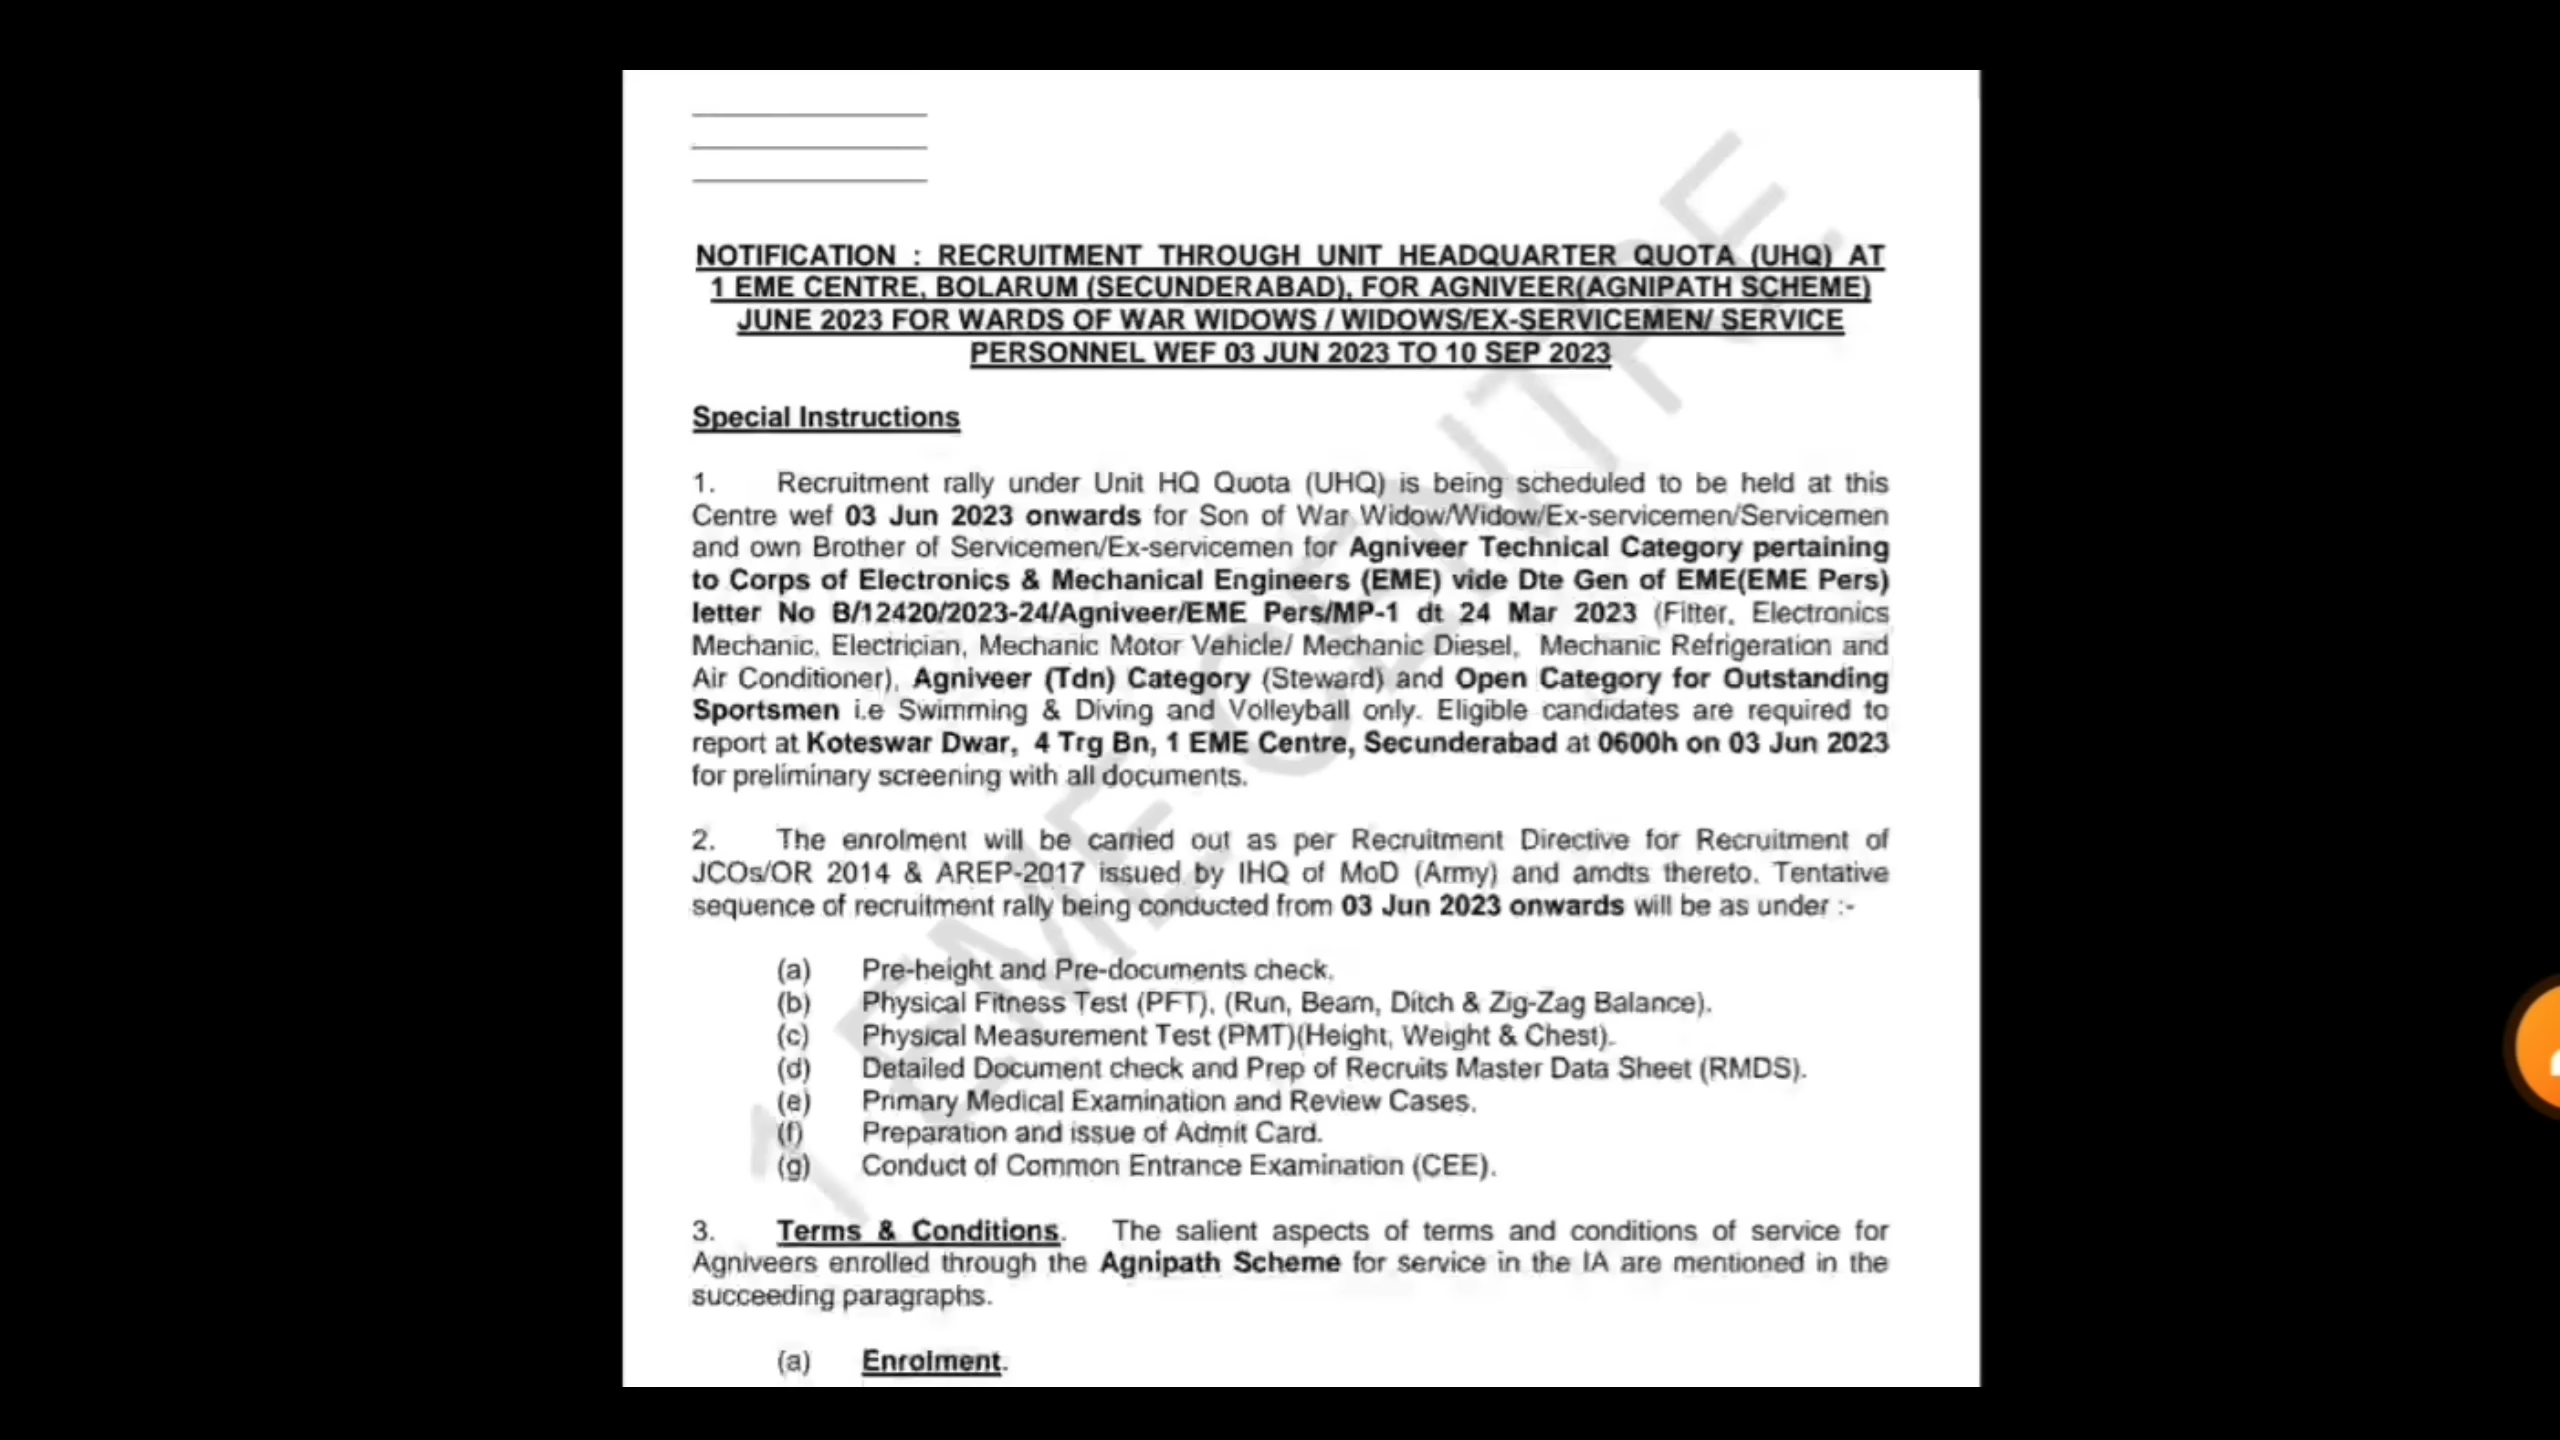 NOTIFICATION : RECRUITMENT THROUGH UNIT HEADQUARTER QUOTA (UHQ) AT
1 EME CENTRE, BOLARUM (SECUNDERABAD), FOR AGNIVEER(AGNIPATH SCHEME)
JUNE 2023 FOR WARDS OF WAR WIDOWS / WIDOWS/EX-SERVICEMEN/ SERVICE
PERSONNEL WEF 03 JUN 2023 TO 10 SEP 2023
Special Instructions
1. Recruitment rally under Unit HQ Quota (UHQ) is being scheduled to be held at this
Centre wef 03 Jun 2023 onwards for Son of War Widow/Widow/Ex-servicemen/Servicemen
and own Brother of Servicemen/Ex-servicemen for Agniveer Technical Category pertaining
to Corps of Electronics & Mechanical Engineers (EME) vide Dte Gen of EME(EME Pers)
letter No B/12420/2023-24/Agniveer/EME Pers/MP-1 dt 24 Mar 2023 (Fitter, Electronics
Mechanic, Electrician, Mechanic Motor Vehicle/ Mechanic Diesel, Mechanic Refrigeration and
Air Conditioner), Agniveer (Tdn) Category (Steward) and Open Category for Outstanding
Sportsmen i.e Swimming & Diving and Volleyball only. Eligible candidates are required to
report at Koteswar Dwar, 4 Trg Bn, 1 EME Centre, Secunderabad at 0600h on 03 Jun 2023
for preliminary screening with all documents.
2. The enrolment will be carried out as per Recruitment Directive for Recruitment of
JCOs/OR 2014 & AREP-2017 issued by IHQ of MoD (Army) and amdts thereto. Tentative
sequence of recruitment rally being conducted from 03 Jun 2023 onwards will be as under :-
(a) Pre-height and Pre-documents check.
(b) Physical Fitness Test (PFT), (Run, Beam, Ditch & Zig-Zag Balance).
(c) Physical Measurement Test (PMT)(Height, Weight & Chest).
(d) Detailed Document check and Prep of Recruits Master Data Sheet (RMDS).
(e) Primary Medical Examination and Review Cases.
(f) Preparation and issue of Admit Card.
(g) Conduct of Common Entrance Examination (CEE).
3. Terms & Conditions. The salient aspects of terms and conditions of service for
Agniveers enrolled through the Agnipath Scheme for service in the IA are mentioned in the
succeeding paragraphs.
(a) Enrolment.
1 EME CENTRE